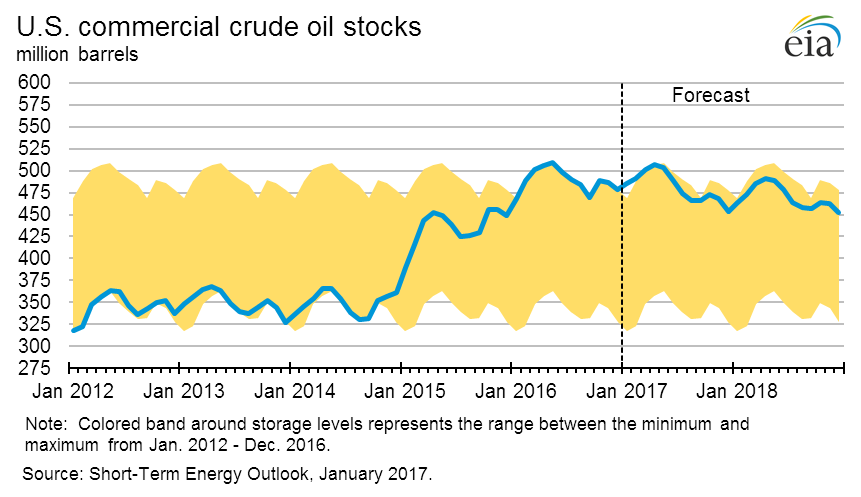 U.S. commercial crude oil stocks
million barrels
eia
600
575
550
525
500
475
450
425
400
375
350
325
300
275
Forecast
Jan 2012 Jan 2013 Jan 2014 Jan 2015 Jan 2016 Jan 2017 Jan 2018
Note: Colored band around storage levels represents the range between the minimum and
maximum from Jan. 2012 - Dec. 2016.
Source: Short-Term Energy Outlook, January 2017.